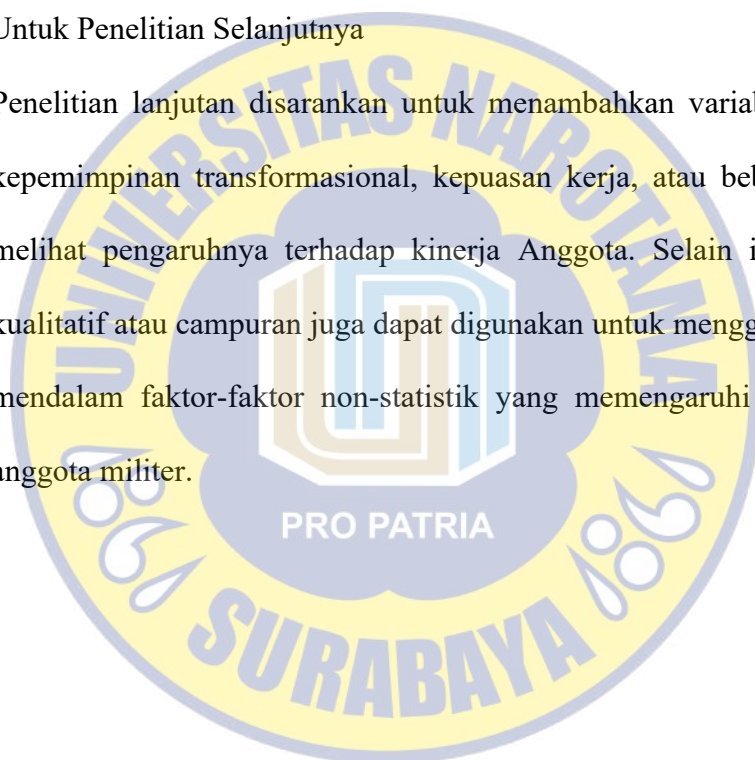 Untuk Penelitian Selanjutnya
Penelitian lanjutan disarankan untuk menambahkan
kepemimpinan transformasional, kepuasan kerja, atau
melihat pengaruhnya terhadap kinerja Anggota. Selain
kualitatif atau campuran juga dapat digunakan untuk
mendalam faktor-faktor non-statistik yang memengaruhi
anggota militer.
UNIVERSITAS NAROTAMA
PRO PATRIA
SURABAYA